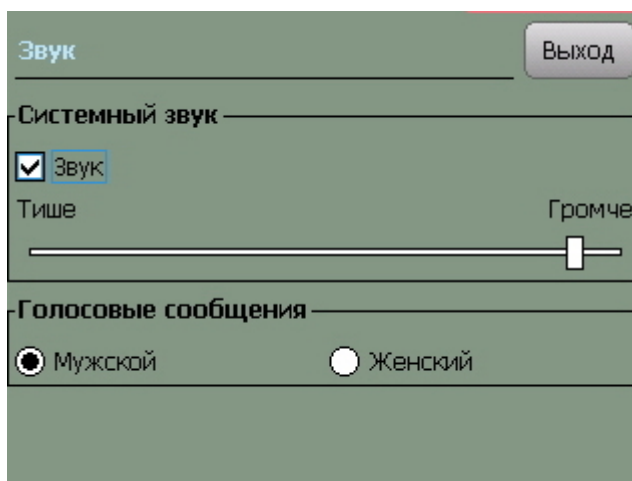 Звук
Выход
Системный звук
Звук
Тише Громче
Голосовые сообщения
Мужской Женский